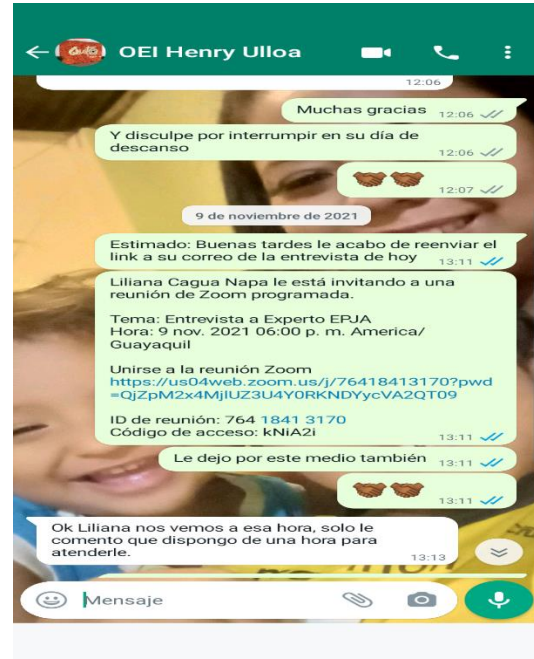 OEI Henry Ulloa
12:06
Muchas gracias 12:06
Y disculpe por interrumpir en su día de
descanso
12:06
12:07
9 de noviembre de 2021
Estimado: Buenas tardes le acabo de reenviar el
link a su correo de la entrevista de hoy 13:11
Liliana Cagua Napa le está invitando a una
reunión de Zoom programada.
Tema: Entrevista a Experto EPJA
Hora: 9 nov. 2021 06:00 p. m. America/
Guayaquil
Unirse a la reunión Zoom
https://us04web.zoom.us/j/76418413170?pwd
=QjZpM2x4MjlUZ3U4Y0RKNDYycVA2QT09
ID de reunión: 764 1841 3170
Código de acceso: kNiA2i
13:11
Le dejo por este medio también 13:11
13:11
Ok Liliana nos vemos a esa hora, solo le
comento que dispongo de una hora para
atenderle.
13:13
Mensaje